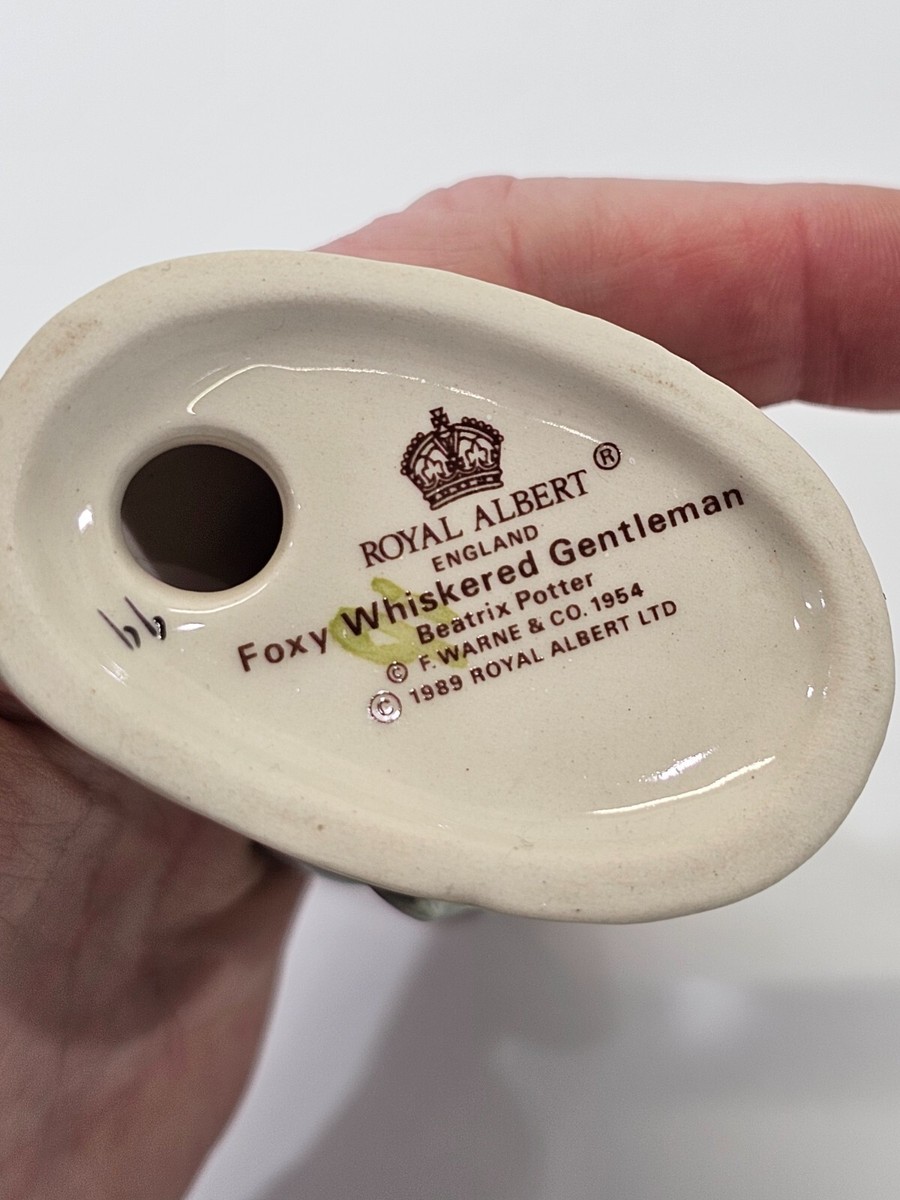 ROYAL ALBERT ®
ENGLAND
Foxy Whiskered Gentleman
Beatrix Potter
© F. WARNE & CO. 1954
© 1989 ROYAL ALBERT LTD